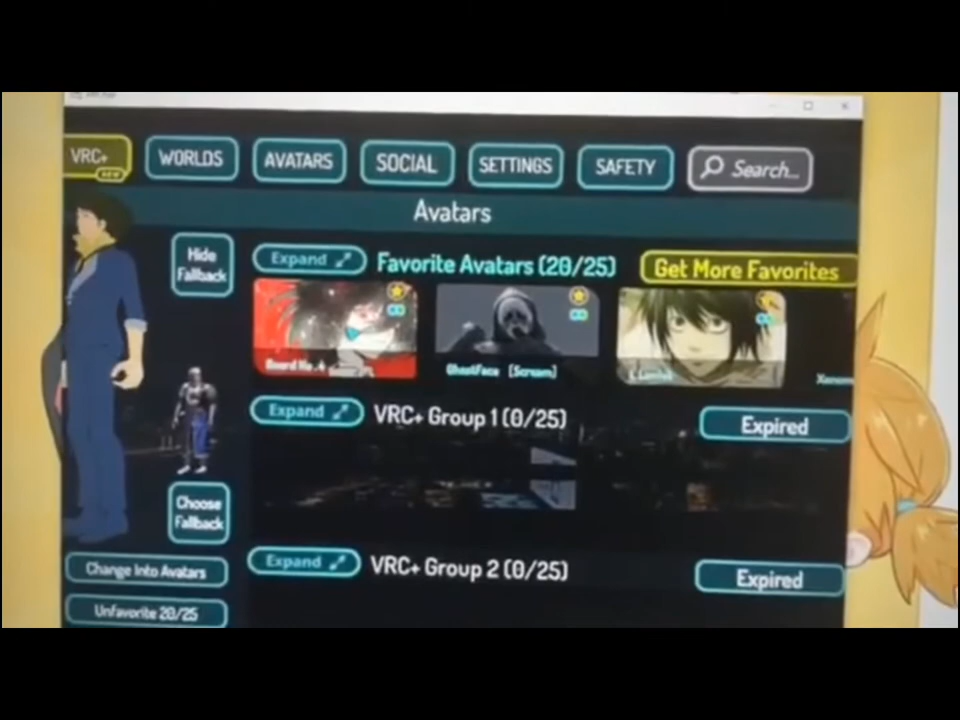 VRC+
NEW
WORLDS
AVATARS
SOCIAL
SETTINGS
SAFETY
Search...
Avatars
Hide
Fallback
Expand
Favorite Avatars (20/25)
Get More Favorites
GhostFace [Scream]
Expand
VRC+ Group 1 (0/25)
Expired
Choose
Fallback
Expand
VRC+ Group 2 (0/25)
Expired
Change Into Avatars
Unfavorite 20/25